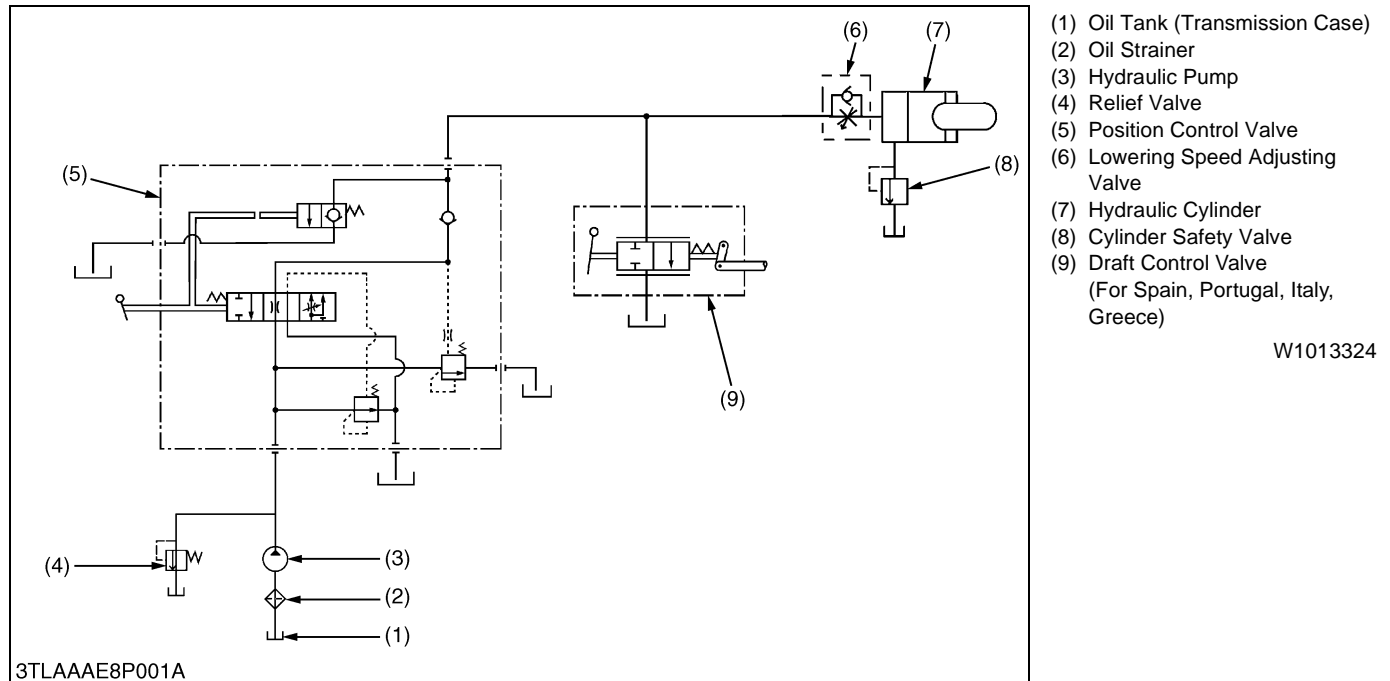 (6)
(7)
(5)
(8)
(9)
(4)
(3)
(2)
(1)
3TLAAAE8P001A
(1) Oil Tank (Transmission Case)
(2) Oil Strainer
(3) Hydraulic Pump
(4) Relief Valve
(5) Position Control Valve
(6) Lowering Speed Adjusting
Valve
(7) Hydraulic Cylinder
(8) Cylinder Safety Valve
(9) Draft Control Valve
(For Spain, Portugal, Italy,
Greece)
W1013324